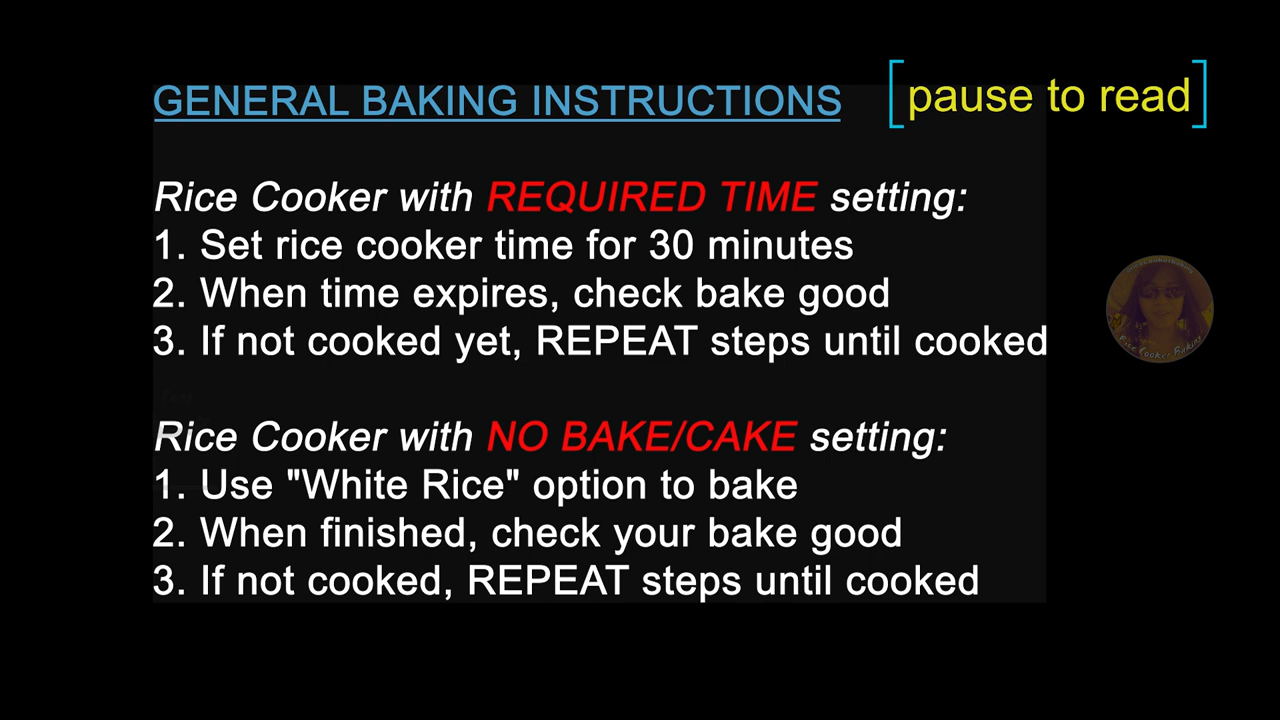 GENERAL BAKING INSTRUCTIONS
[pause to read]
Rice Cooker with REQUIRED TIME setting:
1. Set rice cooker time for 30 minutes
2. When time expires, check bake good
3. If not cooked yet, REPEAT steps until cooked
Rice Cooker Baking
Rice Cooker with NO BAKE/CAKE setting:
1. Use "White Rice" option to bake
2. When finished, check your bake good
3. If not cooked, REPEAT steps until cooked